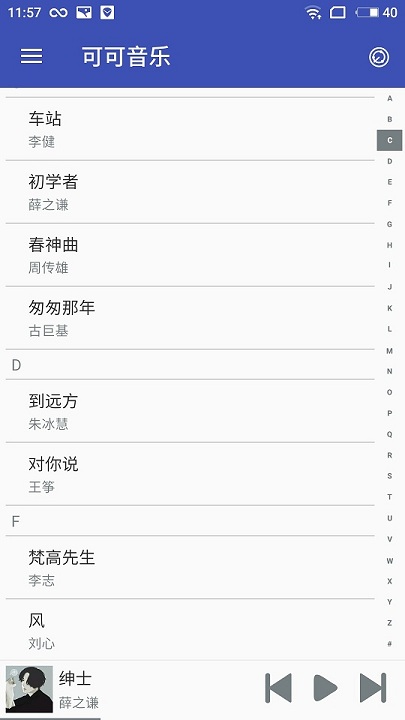 11:57
40
可可音乐
车站
李健
初学者
薛之谦
春神曲
周传雄
匆匆那年
古巨基
D
到远方
朱冰慧
对你说
王筝
F
梵高先生
李志
风
刘心
A
B
C
D
E
F
G
H
I
J
K
L
M
N
O
P
Q
R
S
T
U
V
W
X
Y
Z
#
绅士
薛之谦